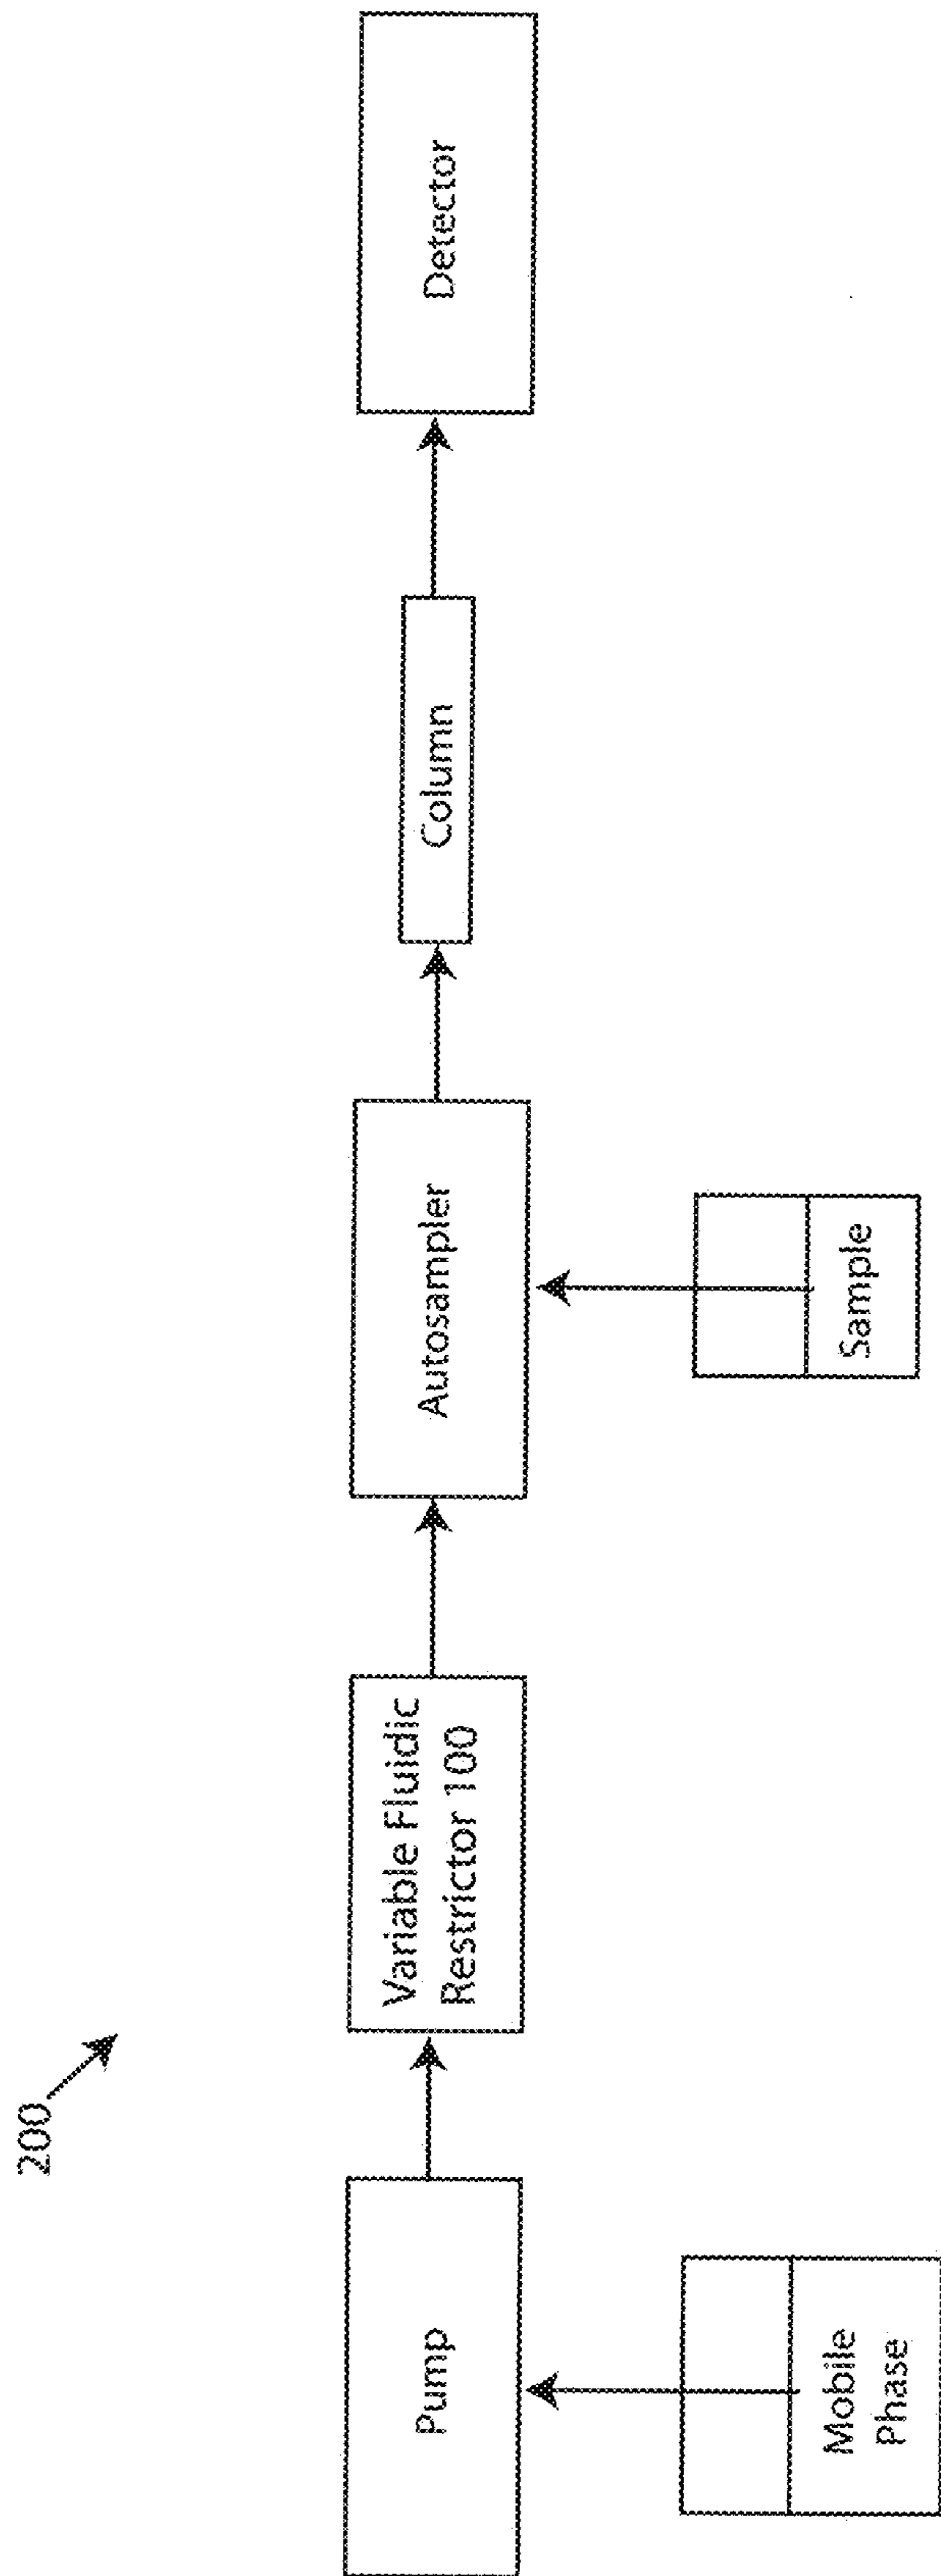 200
Pump
Variable Fluidic
Restrictor 100
Autosampler
Column
Detector
Mobile
Phase
Sample